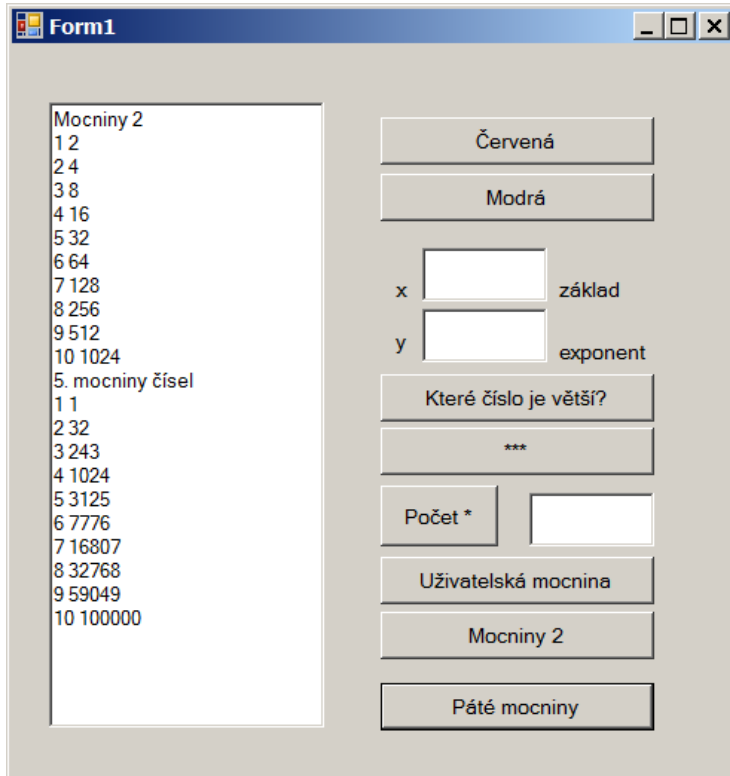 Form1
Mocniny 2
1 2
2 4
3 8
4 16
5 32
6 64
7 128
8 256
9 512
10 1024
5. mocniny čísel
1 1
2 32
3 243
4 1024
5 3125
6 7776
7 16807
8 32768
9 59049
10 100000
Červená
Modrá
x základ
y exponent
Které číslo je větší?
***
Počet *
Uživatelská mocnina
Mocniny 2
Páté mocniny